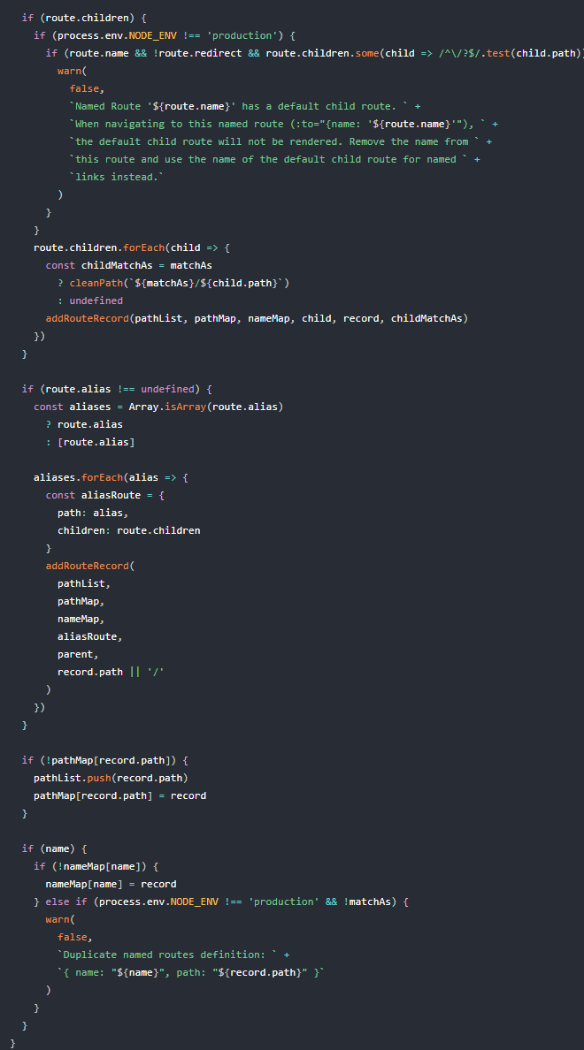 if (route.children) {
if (process.env.NODE_ENV !== 'production') {
if (route.name && !route.redirect && route.children.some(child => /^\/?$/.test(child.path))
warn(
false,
`Named Route '${route.name}' has a default child route. ` +
`When navigating to this named route (:to="{name: '${route.name}'"), ` +
`the default child route will not be rendered. Remove the name from ` +
`this route and use the name of the default child route for named ` +
`links instead.`
)
}
}
route.children.forEach(child => {
const childMatchAs = matchAs
? cleanPath(`${matchAs}/${child.path}`)
: undefined
addRouteRecord(pathList, pathMap, nameMap, child, record, childMatchAs)
})
}
if (route.alias !== undefined) {
const aliases = Array.isArray(route.alias)
? route.alias
: [route.alias]
aliases.forEach(alias => {
const aliasRoute = {
path: alias,
children: route.children
}
addRouteRecord(
pathList,
pathMap,
nameMap,
aliasRoute,
parent,
record.path || '/'
)
})
}
if (!pathMap[record.path]) {
pathList.push(record.path)
pathMap[record.path] = record
}
if (name) {
if (!nameMap[name]) {
nameMap[name] = record
} else if (process.env.NODE_ENV !== 'production' && !matchAs) {
warn(
false,
`Duplicate named routes definition: ` +
`{ name: "${name}", path: "${record.path}" }`
)
}
}
}